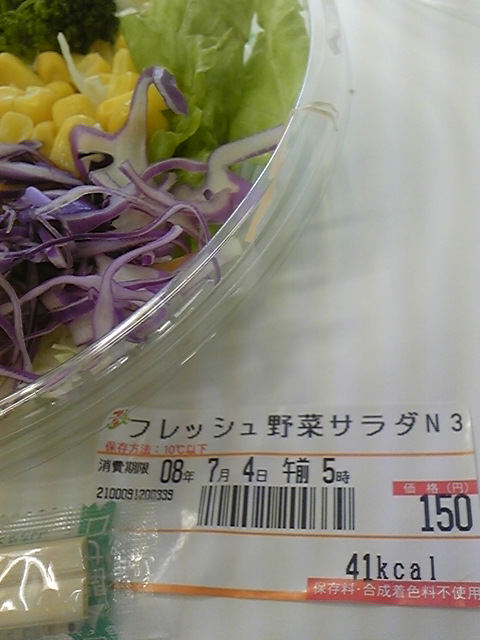 フレッシュ野菜サラダN3
保存方法：10℃以下
消費期限 08年 7月 4日 午前 5時
価格(円)
150
41kcal
保存料・合成着色料不使用